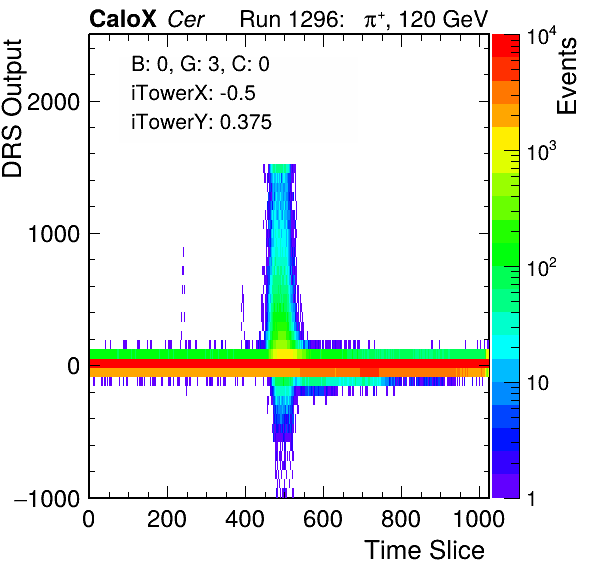 CaloX Cer Run 1296: π⁺, 120 GeV
B: 0, G: 3, C: 0
iTowerX: -0.5
iTowerY: 0.375
DRS Output
2000
1000
0
−1000
0 200 400 600 800 1000
Time Slice
Events
10⁴
10³
10²
10
1